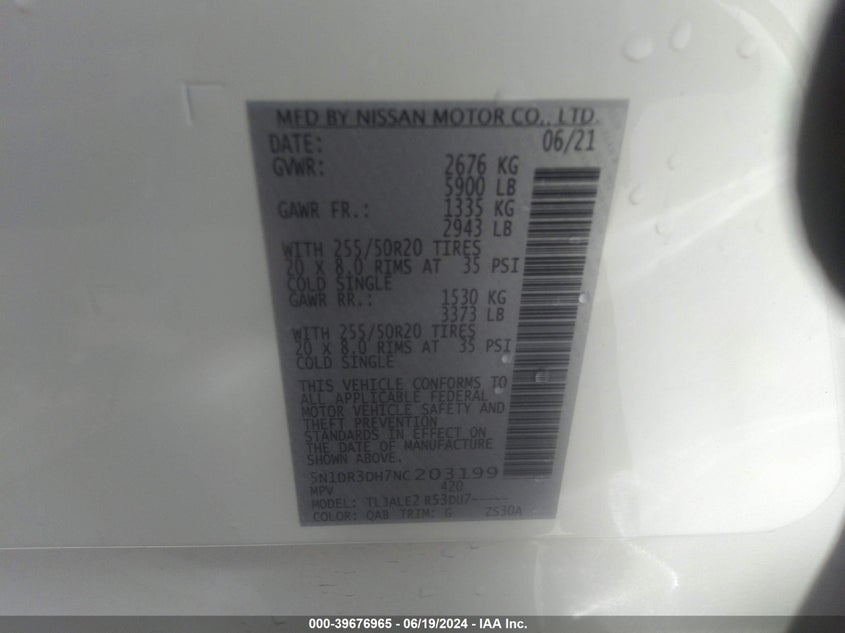 MFD BY NISSAN MOTOR CO., LTD.
DATE: 06/21
GVWR: 2676 KG
5900 LB
GAWR FR.: 1335 KG
2943 LB
WITH 255/50R20 TIRES
20 X 8.0 RIMS AT 35 PSI
COLD SINGLE
GAWR RR.: 1530 KG
3373 LB
WITH 255/50R20 TIRES
20 X 8.0 RIMS AT 35 PSI
COLD SINGLE
THIS VEHICLE CONFORMS TO
ALL APPLICABLE FEDERAL
MOTOR VEHICLE SAFETY AND
THEFT PREVENTION
STANDARDS IN EFFECT ON
THE DATE OF MANUFACTURE
SHOWN ABOVE.
5N1DR3DH7NC203199
MPV 420
MODEL: TL3ALE2 R53DU7-----
COLOR: QAB TRIM: G ZS30A
000-39676965 - 06/19/2024 - IAA Inc.